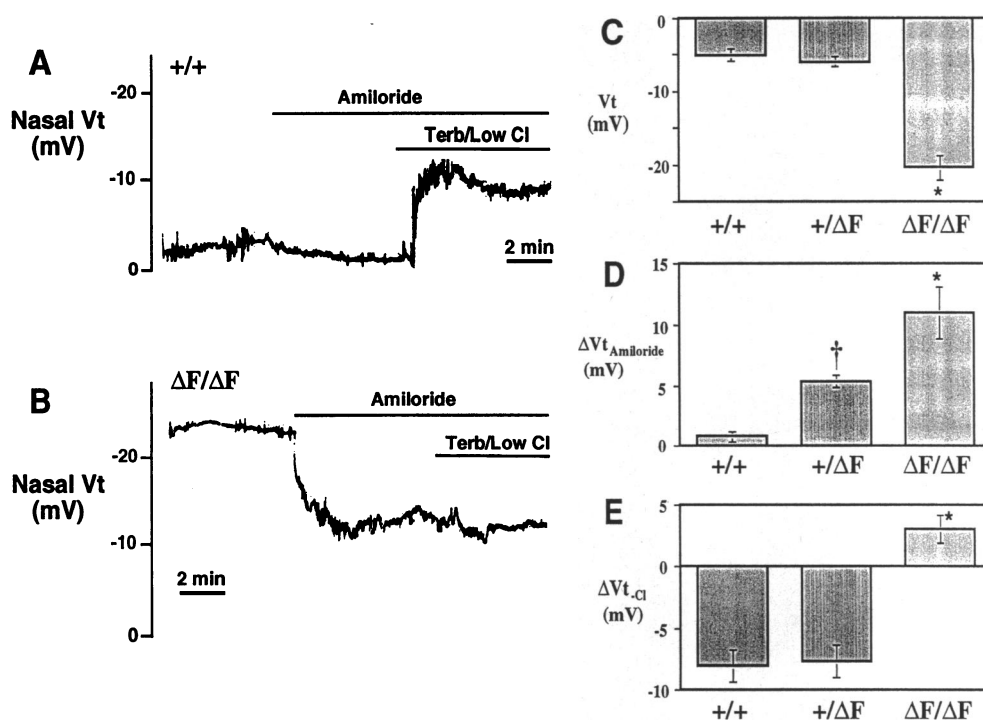 A
+/+
-20
Amiloride
Nasal Vt
(mV)
Terb/Low Cl
-10
2 min
0
B
ΔF/ΔF
Amiloride
-20
Terb/Low Cl
Nasal Vt
(mV)
-10
2 min
0
C
0
Vt
(mV)
-10
-20
*
+/+
+/ΔF
ΔF/ΔF
D
15
*
10
†
ΔVt Amiloride
(mV)
5
0
+/+
+/ΔF
ΔF/ΔF
E
5
*
0
ΔVt -Cl
(mV)
-5
-10
+/+
+/ΔF
ΔF/ΔF